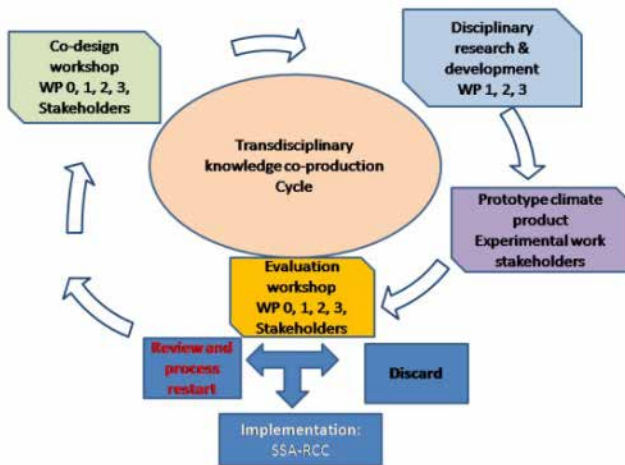 Co-design
workshop
WP 0, 1, 2, 3,
Stakeholders
Disciplinary
research &
development
WP 1, 2, 3
Transdisciplinary
knowledge co-production
Cycle
Prototype climate
product
Experimental work
stakeholders
Evaluation
workshop
WP 0, 1, 2, 3,
Stakeholders
Review and
process
restart
Discard
Implementation:
SSA-RCC